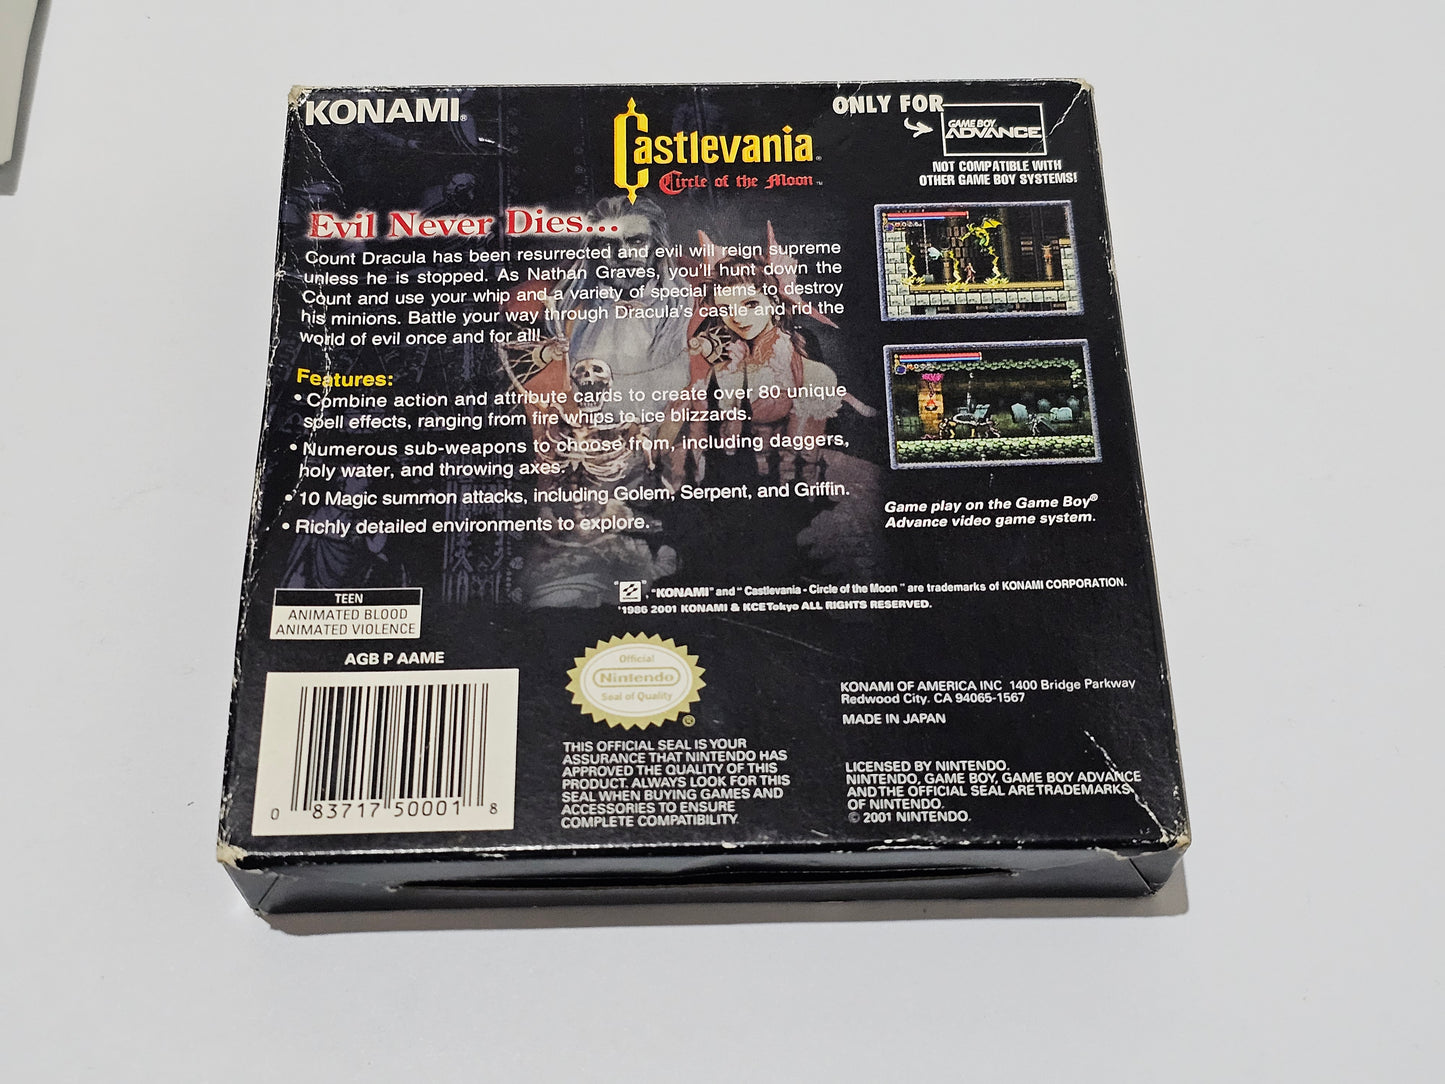 KONAMI®
Castlevania®
Circle of the Moon™
ONLY FOR
GAME BOY
ADVANCE
NOT COMPATIBLE WITH
OTHER GAME BOY SYSTEMS!
Evil Never Dies...
Count Dracula has been resurrected and evil will reign supreme
unless he is stopped. As Nathan Graves, you'll hunt down the
Count and use your whip and a variety of special items to destroy
his minions. Battle your way through Dracula's castle and rid the
world of evil once and for all!
Features:
• Combine action and attribute cards to create over 80 unique
spell effects, ranging from fire whips to ice blizzards.
• Numerous sub-weapons to choose from, including daggers,
holy water, and throwing axes.
• 10 Magic summon attacks, including Golem, Serpent, and Griffin.
• Richly detailed environments to explore.
Game play on the Game Boy®
Advance video game system.
"KONAMI" and "Castlevania - Circle of the Moon" are trademarks of KONAMI CORPORATION.
1986 2001 KONAMI & KCETokyo ALL RIGHTS RESERVED.
TEEN
ANIMATED BLOOD
ANIMATED VIOLENCE
AGB P AAME
0 83717 50001 8
Official
Nintendo
Seal of Quality
®
THIS OFFICIAL SEAL IS YOUR
ASSURANCE THAT NINTENDO HAS
APPROVED THE QUALITY OF THIS
PRODUCT. ALWAYS LOOK FOR THIS
SEAL WHEN BUYING GAMES AND
ACCESSORIES TO ENSURE
COMPLETE COMPATIBILITY.
KONAMI OF AMERICA INC 1400 Bridge Parkway
Redwood City. CA 94065-1567
MADE IN JAPAN
LICENSED BY NINTENDO.
NINTENDO, GAME BOY, GAME BOY ADVANCE
AND THE OFFICIAL SEAL ARE TRADEMARKS
OF NINTENDO.
© 2001 NINTENDO.